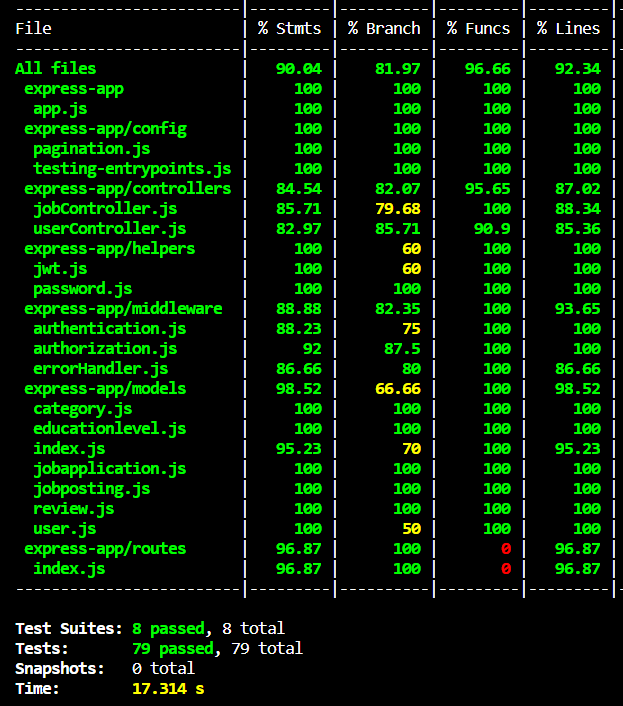 -------------------------|---------|----------|---------|---------|-
File                     | % Stmts | % Branch | % Funcs | % Lines |
-------------------------|---------|----------|---------|---------|-
All files                |   90.04 |    81.97 |   96.66 |   92.34 |
 express-app             |     100 |      100 |     100 |     100 |
  app.js                 |     100 |      100 |     100 |     100 |
 express-app/config      |     100 |      100 |     100 |     100 |
  pagination.js          |     100 |      100 |     100 |     100 |
  testing-entrypoints.js |     100 |      100 |     100 |     100 |
 express-app/controllers |   84.54 |    82.07 |   95.65 |   87.02 |
  jobController.js       |   85.71 |    79.68 |     100 |   88.34 |
  userController.js      |   82.97 |    85.71 |    90.9 |   85.36 |
 express-app/helpers     |     100 |       60 |     100 |     100 |
  jwt.js                 |     100 |       60 |     100 |     100 |
  password.js            |     100 |      100 |     100 |     100 |
 express-app/middleware  |   88.88 |    82.35 |     100 |   93.65 |
  authentication.js      |   88.23 |       75 |     100 |     100 |
  authorization.js       |      92 |     87.5 |     100 |     100 |
  errorHandler.js        |   86.66 |       80 |     100 |   86.66 |
 express-app/models      |   98.52 |    66.66 |     100 |   98.52 |
  category.js            |     100 |      100 |     100 |     100 |
  educationlevel.js      |     100 |      100 |     100 |     100 |
  index.js               |   95.23 |       70 |     100 |   95.23 |
  jobapplication.js      |     100 |      100 |     100 |     100 |
  jobposting.js          |     100 |      100 |     100 |     100 |
  review.js              |     100 |      100 |     100 |     100 |
  user.js                |     100 |       50 |     100 |     100 |
 express-app/routes      |   96.87 |      100 |       0 |   96.87 |
  index.js               |   96.87 |      100 |       0 |   96.87 |
-------------------------|---------|----------|---------|---------|-
Test Suites: 8 passed, 8 total
Tests:       79 passed, 79 total
Snapshots:   0 total
Time:        17.314 s